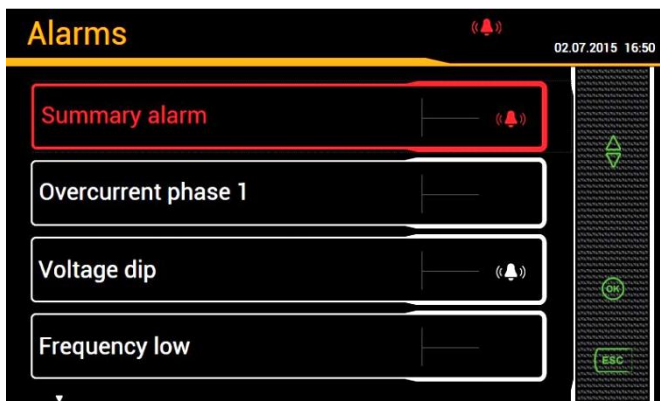 Alarms
02.07.2015 16:50
Summary alarm
Overcurrent phase 1
Voltage dip
OK
Frequency low
ESC